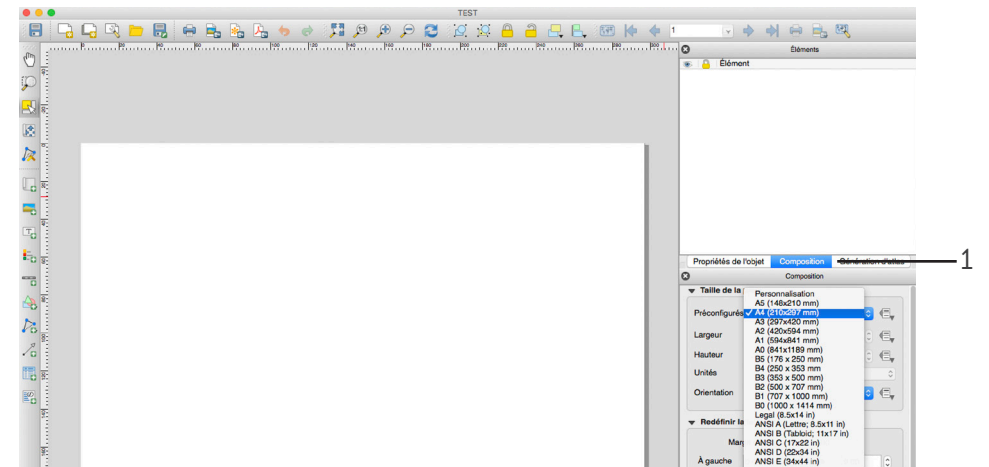 TEST
1
Éléments
Élément
Propriétés de l'objet Composition Génération d'atlas
1
Composition
Taille de la
Personnalisation
A5 (148x210 mm)
Préconfigurés ✓ A4 (210x297 mm)
A3 (297x420 mm)
A2 (420x594 mm)
Largeur
A1 (594x841 mm)
A0 (841x1189 mm)
Hauteur
B5 (176 x 250 mm)
B4 (250 x 353 mm
Unités
B3 (353 x 500 mm)
B2 (500 x 707 mm)
Orientation
B1 (707 x 1000 mm)
B0 (1000 x 1414 mm)
Legal (8.5x14 in)
Redéfinir la
ANSI A (Lettre; 8.5x11 in)
ANSI B (Tabloid; 11x17 in)
Mar
ANSI C (17x22 in)
ANSI D (22x34 in)
À gauche
ANSI E (34x44 in)